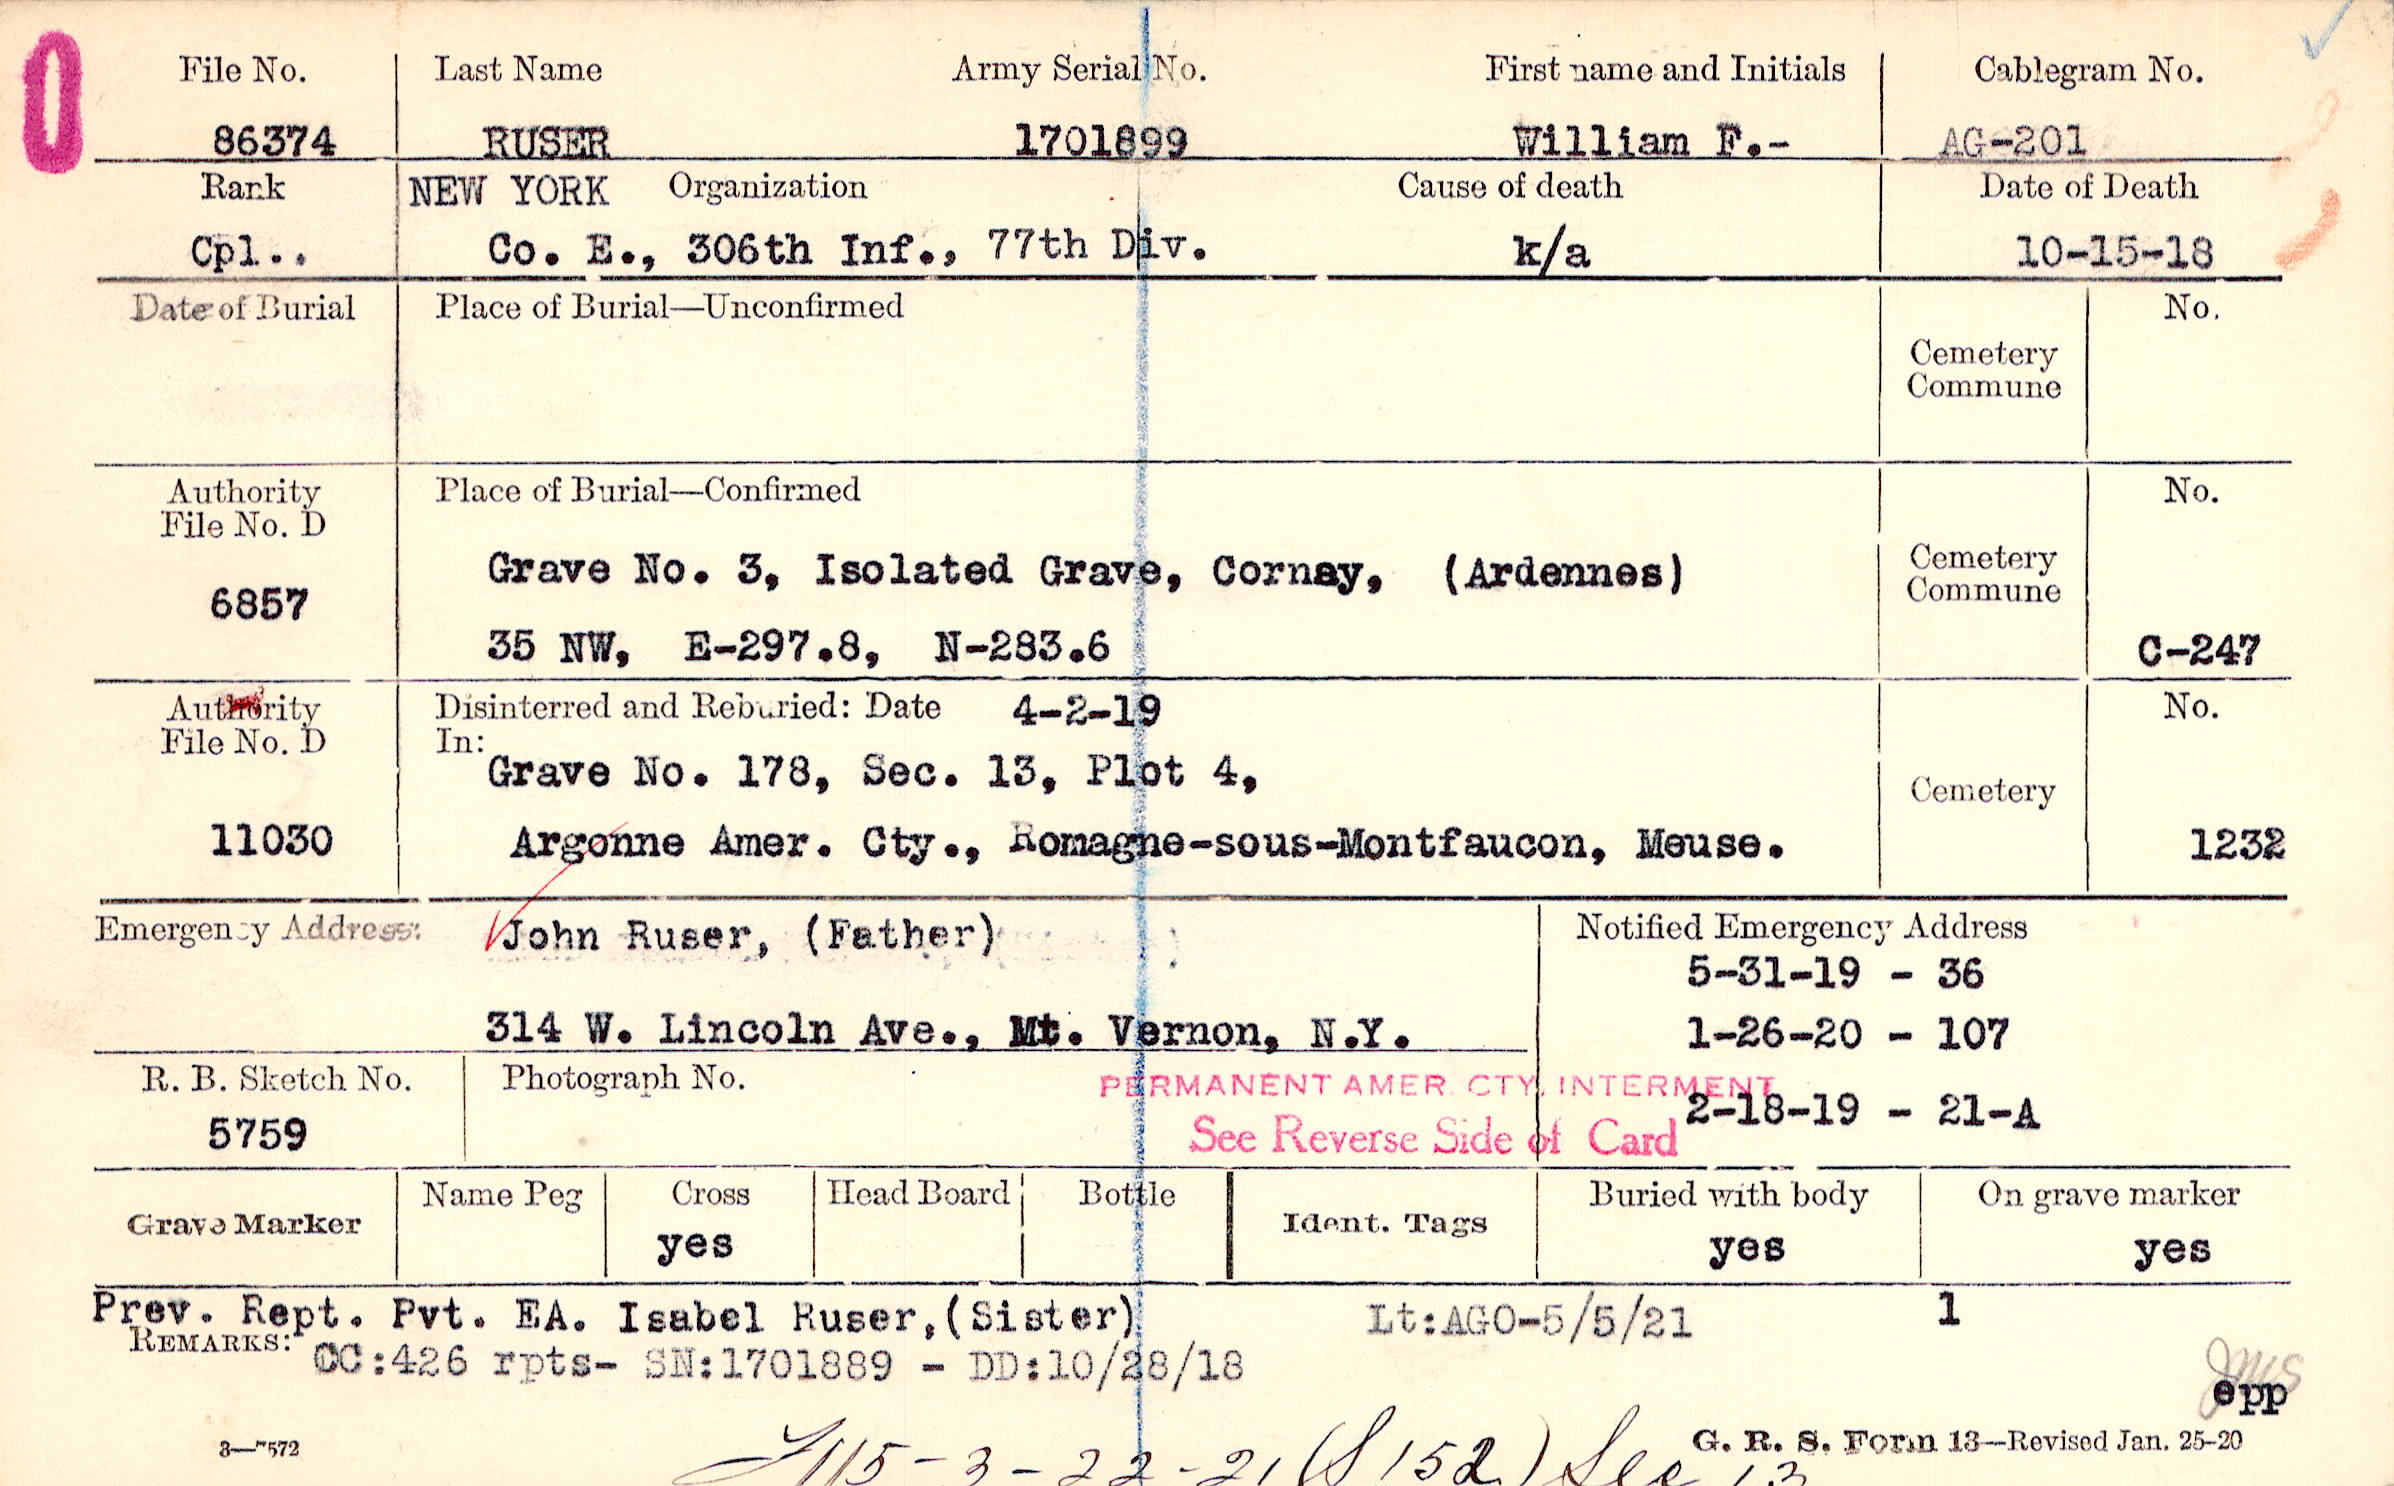 File No. Last Name Army Serial No. First name and Initials Cablegram No.
86374 RUSER 1701899 William F.- AG-201
Rank NEW YORK Organization Cause of death Date of Death
Cpl.. Co. E., 306th Inf., 77th Div. k/a 10-15-18
Date of Burial Place of Burial—Unconfirmed No.
Cemetery
Commune
Authority Place of Burial—Confirmed No.
File No. D
Grave No. 3, Isolated Grave, Cornay, (Ardennes) Cemetery
6857 Commune
35 NW, E-297.8, N-283.6 C-247
Authority Disinterred and Reburied: Date 4-2-19 No.
File No. D In:
Grave No. 178, Sec. 13, Plot 4, Cemetery
11030 Argonne Amer. Cty., Romagne-sous-Montfaucon, Meuse. 1232
Emergency Address: John Ruser, (Father) Notified Emergency Address
5-31-19 - 36
314 W. Lincoln Ave., Mt. Vernon, N.Y. 1-26-20 - 107
R. B. Sketch No. Photograph No. PERMANENT AMER. CTY. INTERMENT
2-18-19 - 21-A
5759 See Reverse Side of Card
Grave Marker Name Peg Cross Head Board Bottle Ident. Tags Buried with body On grave marker
yes yes yes
Prev. Rept. Pvt. EA. Isabel Ruser,(Sister) Lt:AGO-5/5/21 1
REMARKS: CC:426 rpts- SN:1701889 - DD:10/28/18
epp
3—7572 G. R. S. Form 13—Revised Jan. 25-20
3-22-21 (S152) Sec 13